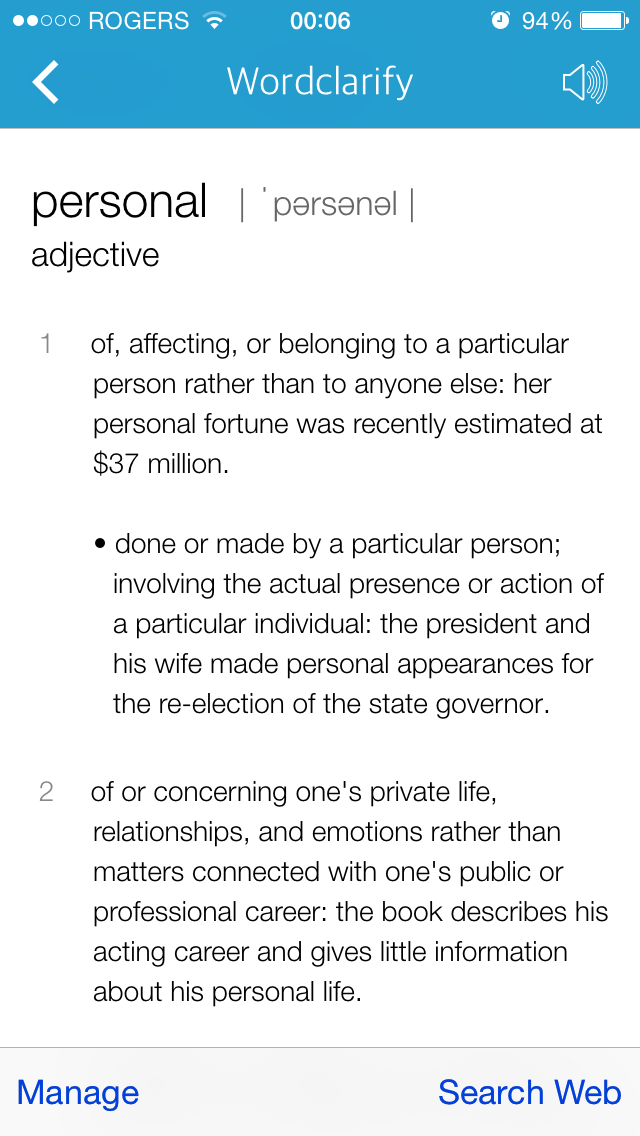 ROGERS 00:06 94%
Wordclarify
personal | ˈpərsənəl |
adjective
1 of, affecting, or belonging to a particular
person rather than to anyone else: her
personal fortune was recently estimated at
$37 million.
• done or made by a particular person;
involving the actual presence or action of
a particular individual: the president and
his wife made personal appearances for
the re-election of the state governor.
2 of or concerning one's private life,
relationships, and emotions rather than
matters connected with one's public or
professional career: the book describes his
acting career and gives little information
about his personal life.
Manage Search Web